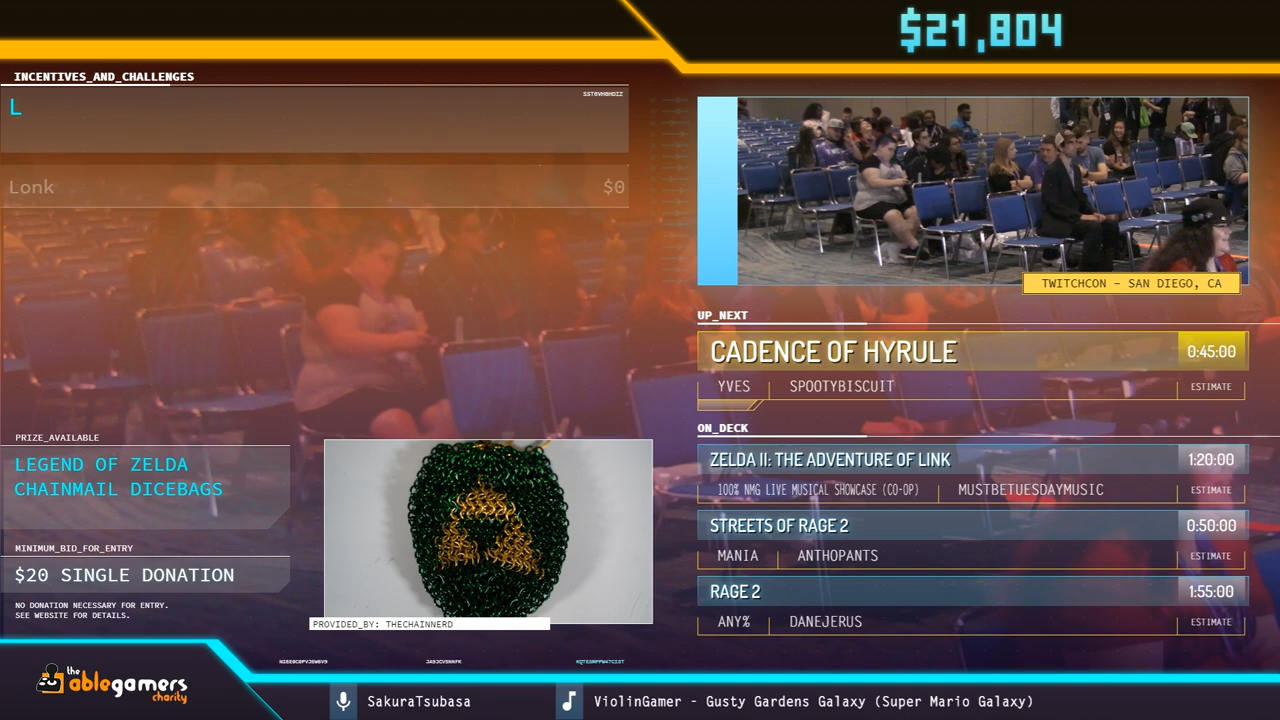 $21,804
INCENTIVES_AND_CHALLENGES
L
Lonk
$0
TWITCHCON - SAN DIEGO, CA
UP_NEXT
CADENCE OF HYRULE
0:45:00
YVES
SPOOTYBISCUIT
ESTIMATE
ON_DECK
ZELDA II: THE ADVENTURE OF LINK
1:20:00
100% NMG LIVE MUSICAL SHOWCASE (CO-OP)
MUSTBETUESDAYMUSIC
ESTIMATE
STREETS OF RAGE 2
0:50:00
MANIA
ANTHOPANTS
ESTIMATE
RAGE 2
1:55:00
ANY%
DANEJERUS
ESTIMATE
PRIZE_AVAILABLE
LEGEND OF ZELDA
CHAINMAIL DICEBAGS
MINIMUM_BID_FOR_ENTRY
$20 SINGLE DONATION
NO DONATION NECESSARY FOR ENTRY.
SEE WEBSITE FOR DETAILS.
PROVIDED_BY: THECHAINNERD
the
ablegamers
charity
SakuraTsubasa
ViolinGamer - Gusty Gardens Galaxy (Super Mario Galaxy)